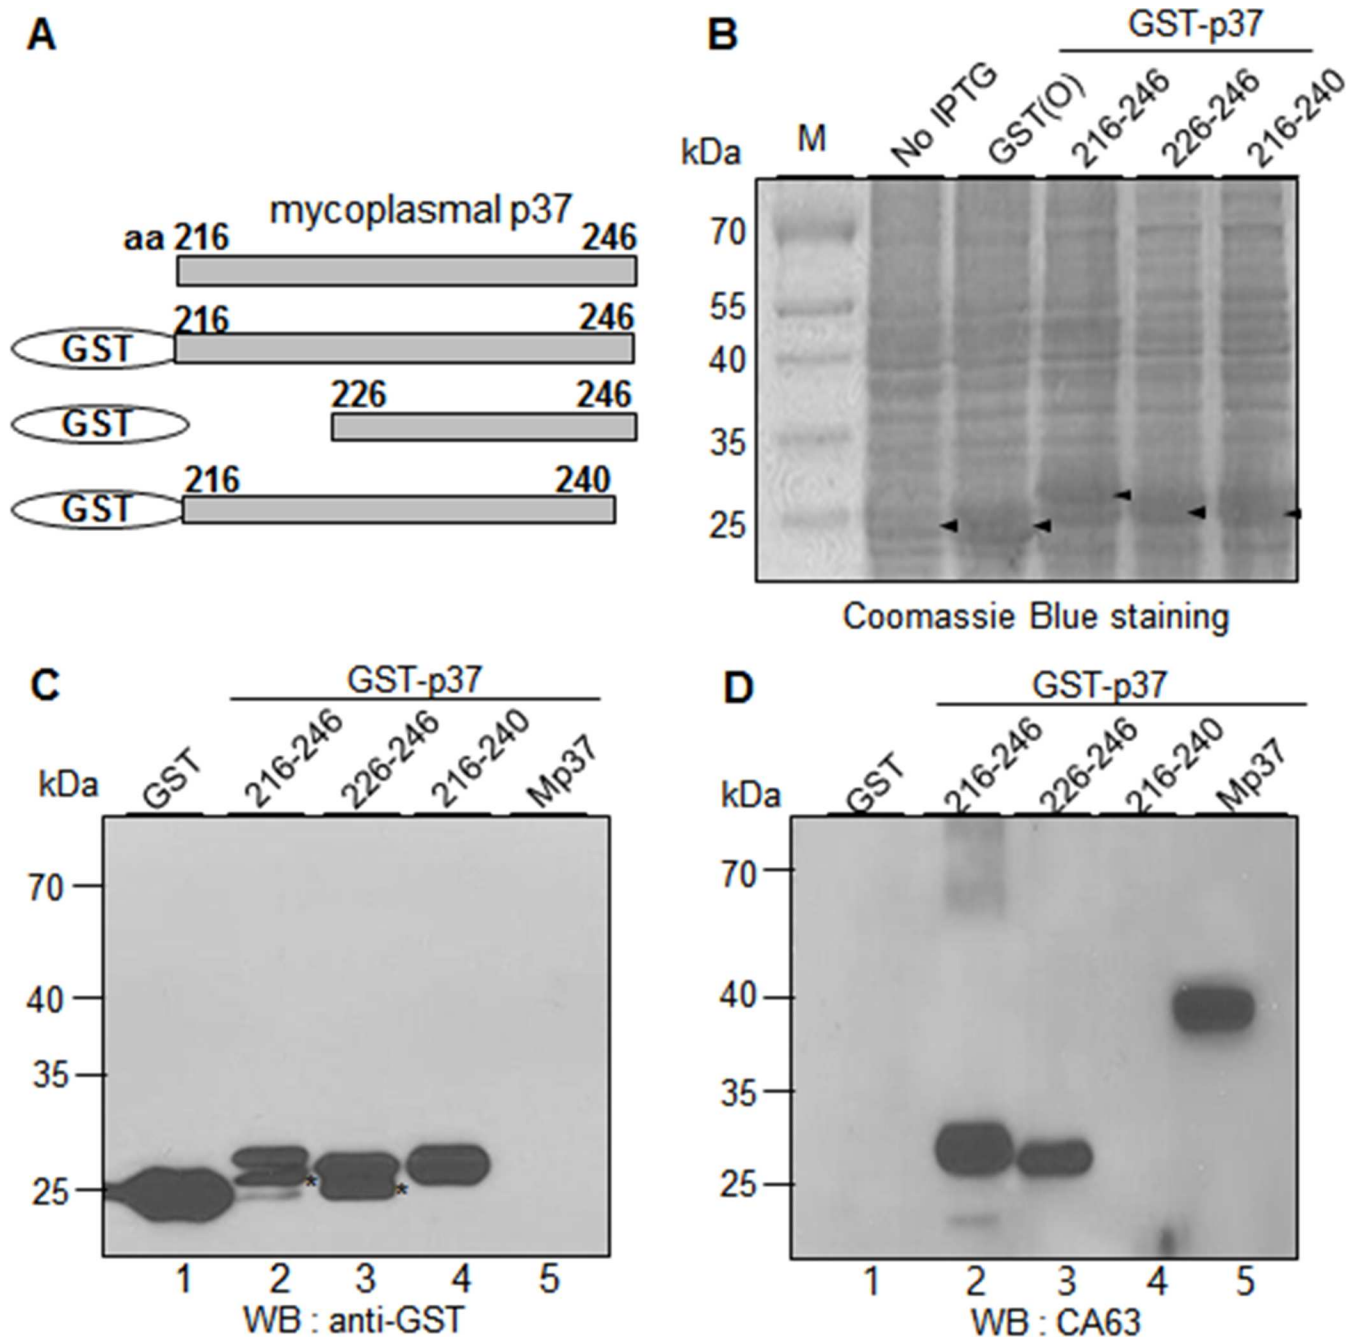 A
mycoplasmal p37
aa 216 246
GST 216 246
GST 226 246
GST 216 240
B
GST-p37
kDa M No IPTG GST(O) 216-246 226-246 216-240
70
55
40
35
25
Coomassie Blue staining
C
GST-p37
kDa GST 216-246 226-246 216-240 Mp37
70
40
35
25
* *
1 2 3 4 5
WB : anti-GST
D
GST-p37
kDa GST 216-246 226-246 216-240 Mp37
70
40
35
25
1 2 3 4 5
WB : CA63